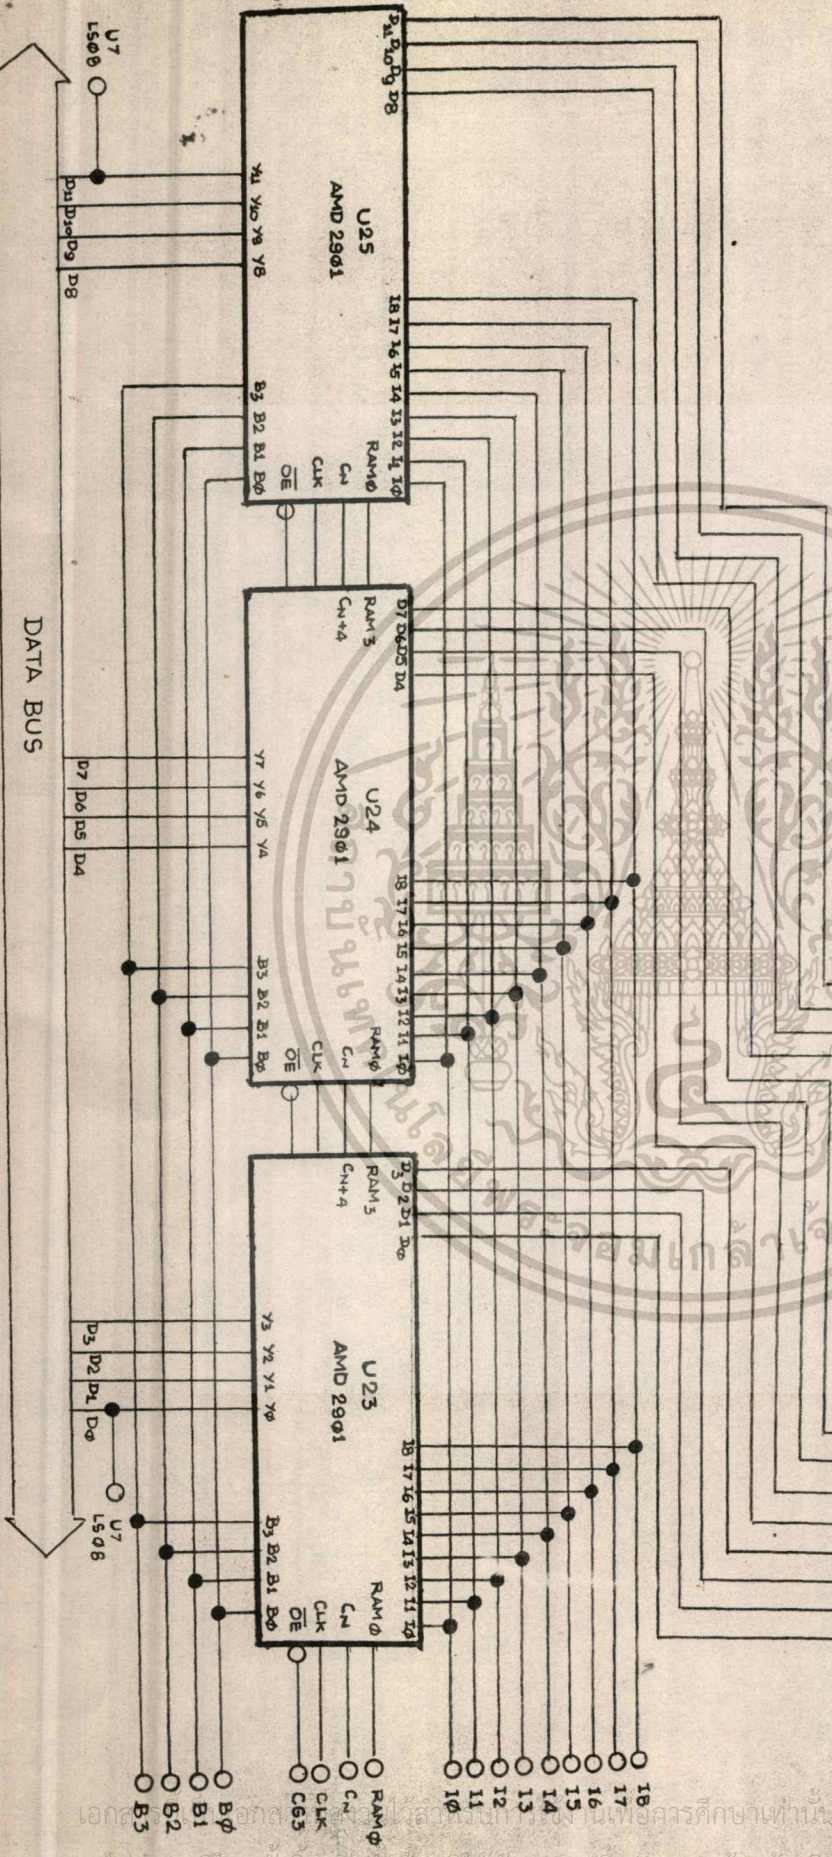 U7
LS08
D11 D10 D9 D8
U25
AMD 2901
Y11 Y10 Y9 Y8
D11 D10 D9 D8
I8 I7 I6 I5 I4 I3 I2 I1 I0
B3 B2 B1 B0
OE
CLK
CN
RAM0
DATA BUS
D7 D6 D5 D4
RAM3
CN+4
U24
AMD 2901
Y7 Y6 Y5 Y4
D7 D6 D5 D4
I8 I7 I6 I5 I4 I3 I2 I1 I0
B3 B2 B1 B0
OE
CLK
CN
RAM0
D3 D2 D1 D0
RAM3
CN+4
U23
AMD 2901
Y3 Y2 Y1 Y0
D3 D2 D1 D0
U7
LS08
I8 I7 I6 I5 I4 I3 I2 I1 I0
B3 B2 B1 B0
OE
CLK
CN
RAM0
B3 B2 B1 B0 CG3 CLK CN RAM0 I0 I1 I2 I3 I4 I5 I6 I7 I8